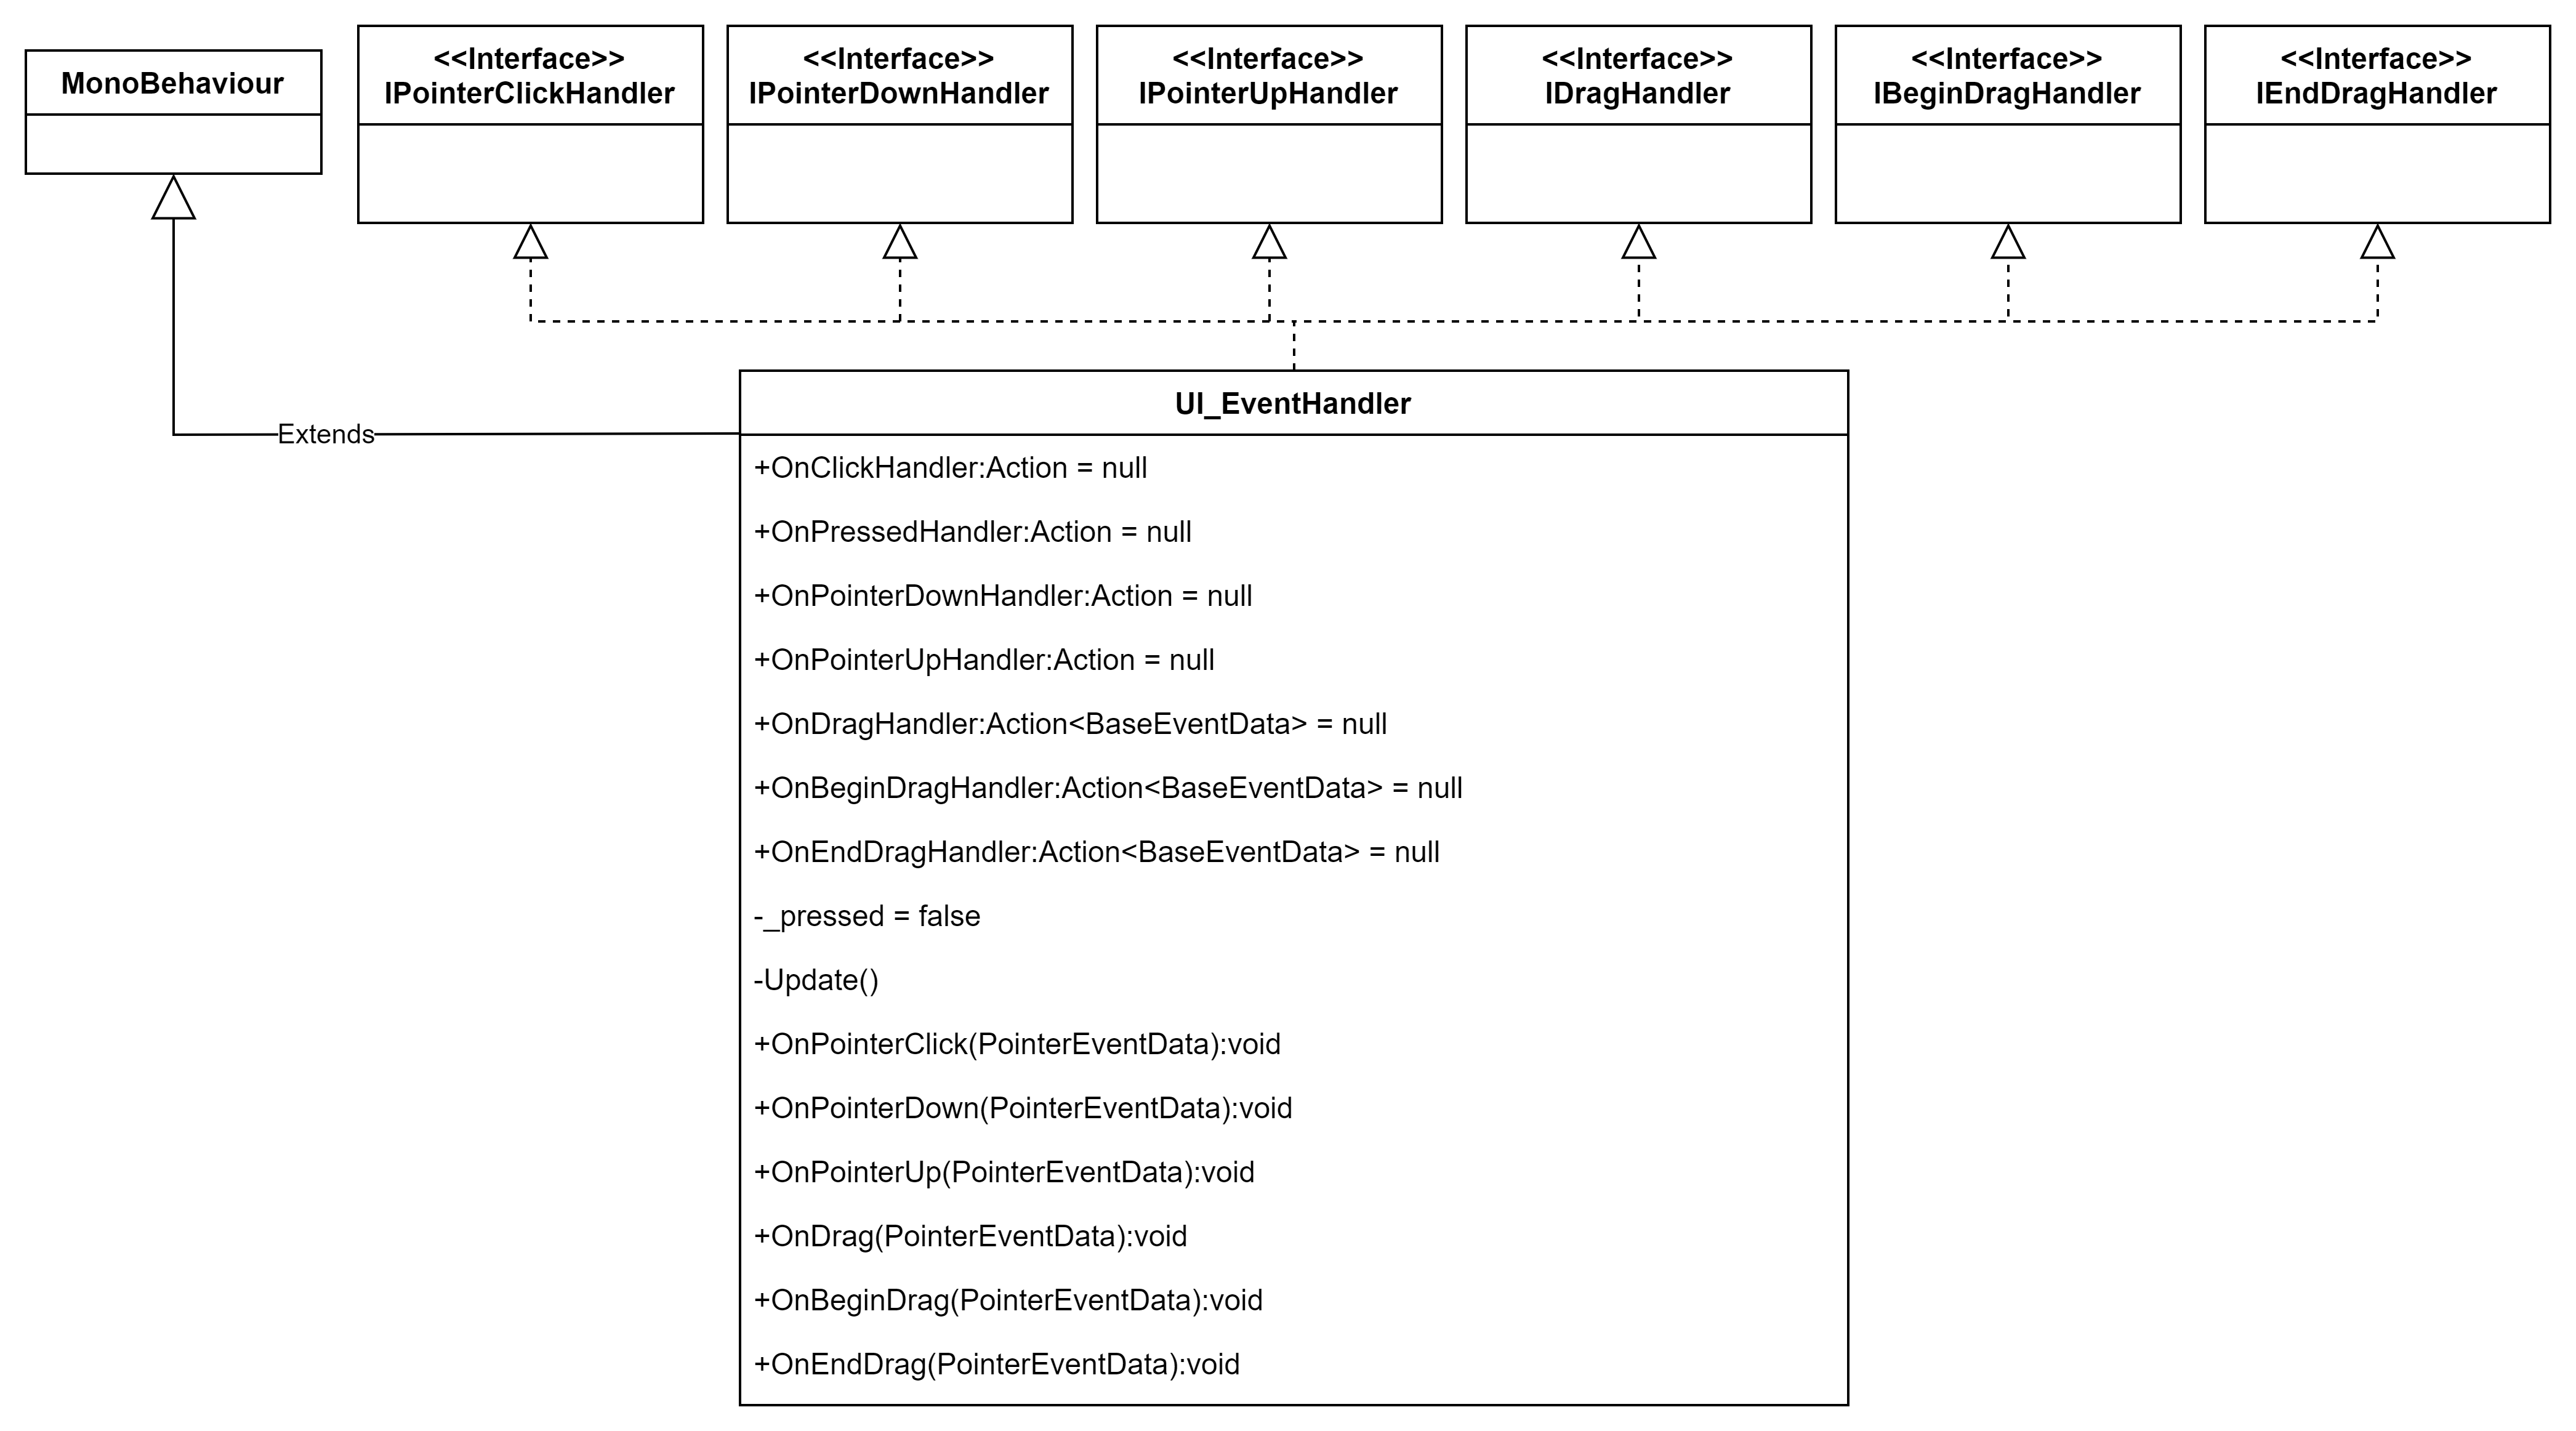 MonoBehaviour
<<Interface>>
IPointerClickHandler
<<Interface>>
IPointerDownHandler
<<Interface>>
IPointerUpHandler
<<Interface>>
IDragHandler
<<Interface>>
IBeginDragHandler
<<Interface>>
IEndDragHandler
Extends
UI_EventHandler
+OnClickHandler:Action = null
+OnPressedHandler:Action = null
+OnPointerDownHandler:Action = null
+OnPointerUpHandler:Action = null
+OnDragHandler:Action<BaseEventData> = null
+OnBeginDragHandler:Action<BaseEventData> = null
+OnEndDragHandler:Action<BaseEventData> = null
-_pressed = false
-Update()
+OnPointerClick(PointerEventData):void
+OnPointerDown(PointerEventData):void
+OnPointerUp(PointerEventData):void
+OnDrag(PointerEventData):void
+OnBeginDrag(PointerEventData):void
+OnEndDrag(PointerEventData):void